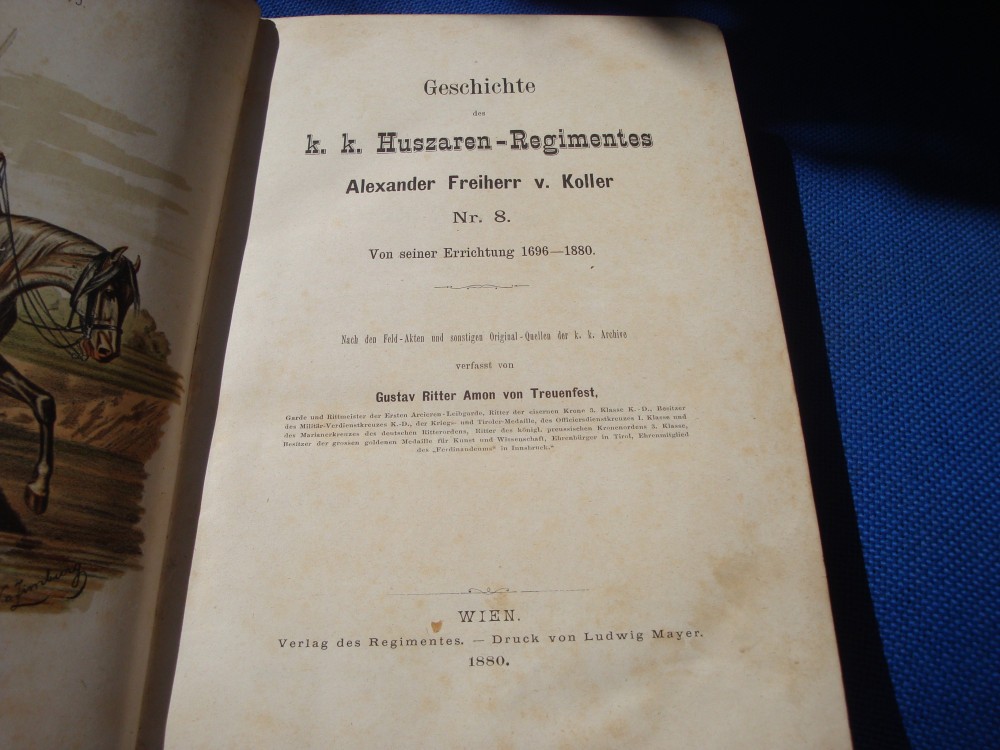 Geschichte
des
k. k. Huszaren-Regimentes
Alexander Freiherr v. Koller
Nr. 8.
Von seiner Errichtung 1696—1880.
Nach den Feld-Akten und sonstigen Original-Quellen der k. k. Archive
verfasst von
Gustav Ritter Amon von Treuenfest,
Garde und Rittmeister der Ersten Arcieren-Leibgarde, Ritter der eisernen Krone 3. Klasse K.-D., Besitzer
des Militär-Verdienstkreuzes K.-D., der Kriegs- und Tiroler-Medaille, des Officiersdienstkreuzes I. Klasse und
des Marianerkreuzes des deutschen Ritterordens, Ritter des königl. preussischen Kronenordens 3. Klasse,
Besitzer der grossen goldenen Medaille für Kunst und Wissenschaft, Ehrenbürger in Tirol, Ehrenmitglied
des „Ferdinandeums“ in Innsbruck.“
WIEN.
Verlag des Regimentes. — Druck von Ludwig Mayer.
1880.